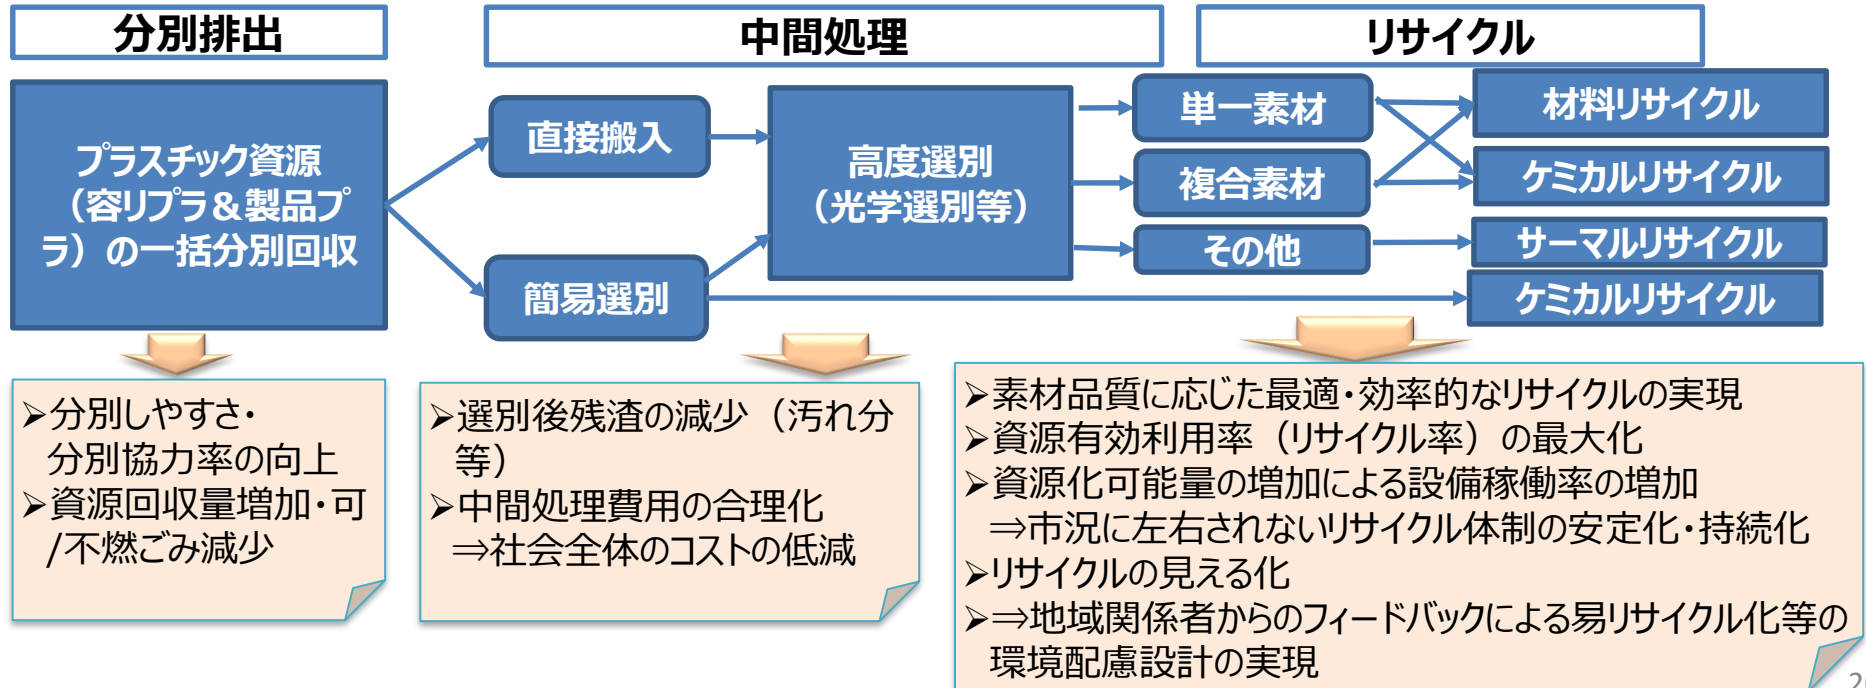 分別排出
中間処理
リサイクル
プラスチック資源
（容リプラ＆製品プ
ラ）の一括分別回収
直接搬入
簡易選別
高度選別
（光学選別等）
単一素材
複合素材
その他
材料リサイクル
ケミカルリサイクル
サーマルリサイクル
ケミカルリサイクル
➢分別しやすさ・
分別協力率の向上
➢資源回収量増加・可
/不燃ごみ減少
➢選別後残渣の減少（汚れ分
等）
➢中間処理費用の合理化
⇒社会全体のコストの低減
➢素材品質に応じた最適・効率的なリサイクルの実現
➢資源有効利用率（リサイクル率）の最大化
➢資源化可能量の増加による設備稼働率の増加
⇒市況に左右されないリサイクル体制の安定化・持続化
➢リサイクルの見える化
➢⇒地域関係者からのフィードバックによる易リサイクル化等の
環境配慮設計の実現